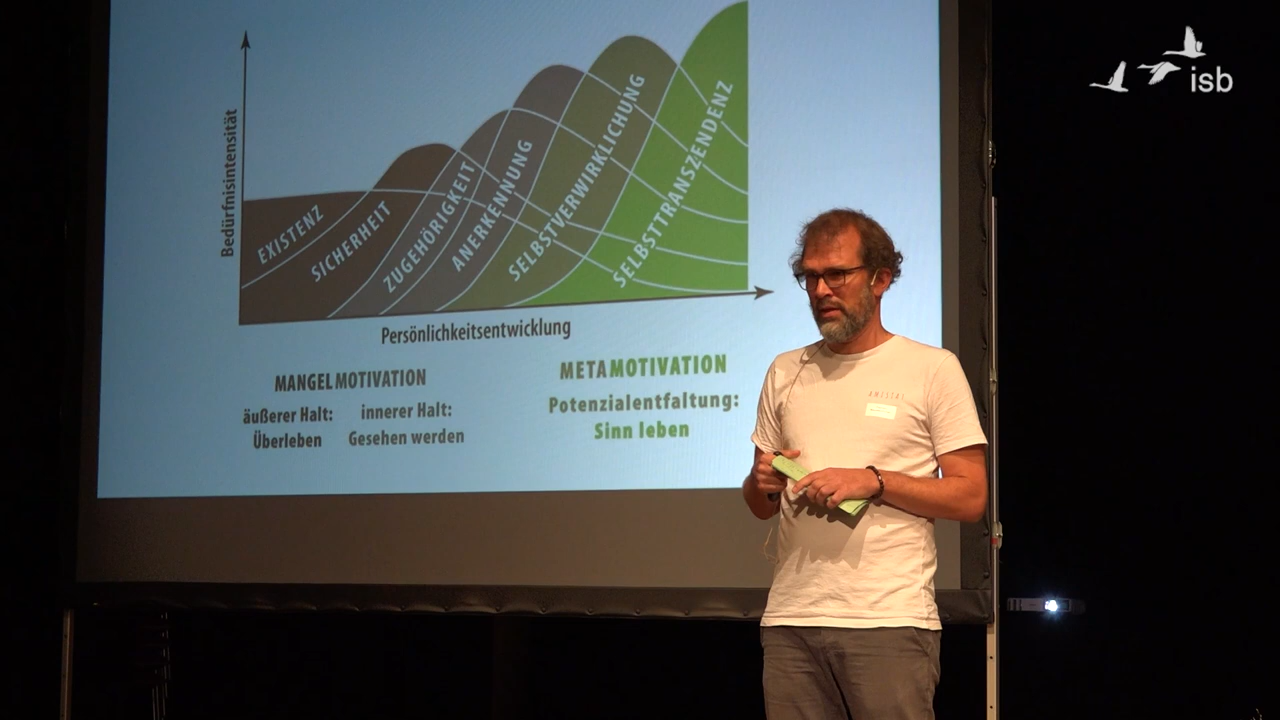 isb
Bedürfnisintensität
EXISTENZ
SICHERHEIT
ZUGEHÖRIGKEIT
ANERKENNUNG
SELBSTVERWIRKLICHUNG
SELBSTTRANSZENDENZ
Persönlichkeitsentwicklung
MANGELMOTIVATION
METAMOTIVATION
äußerer Halt:
innerer Halt:
Potenzialentfaltung:
Überleben
Gesehen werden
Sinn leben